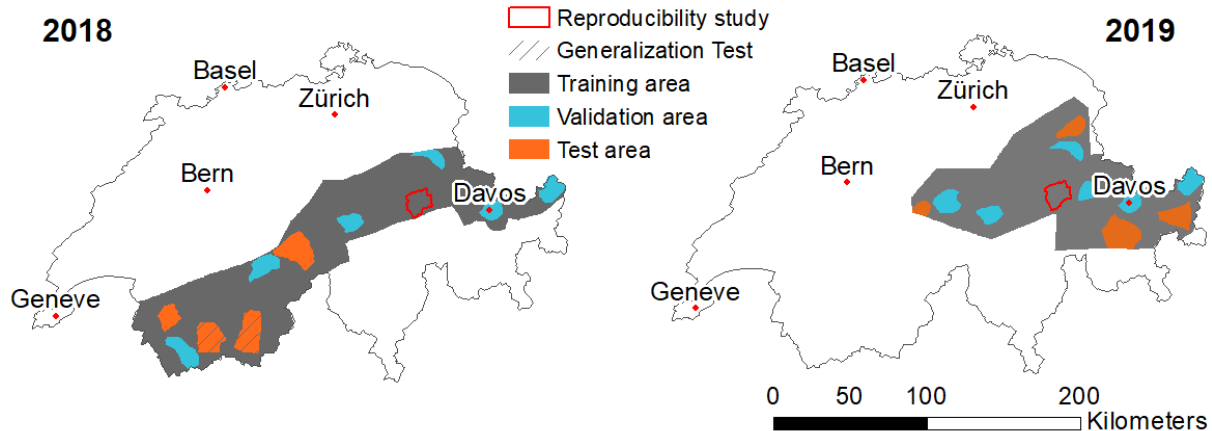 2018
Reproducibility study
Generalization Test
Training area
Validation area
Test area
2019
Basel
Zürich
Bern
Davos
Geneve
Basel
Zürich
Bern
Davos
Geneve
0 50 100 200
Kilometers